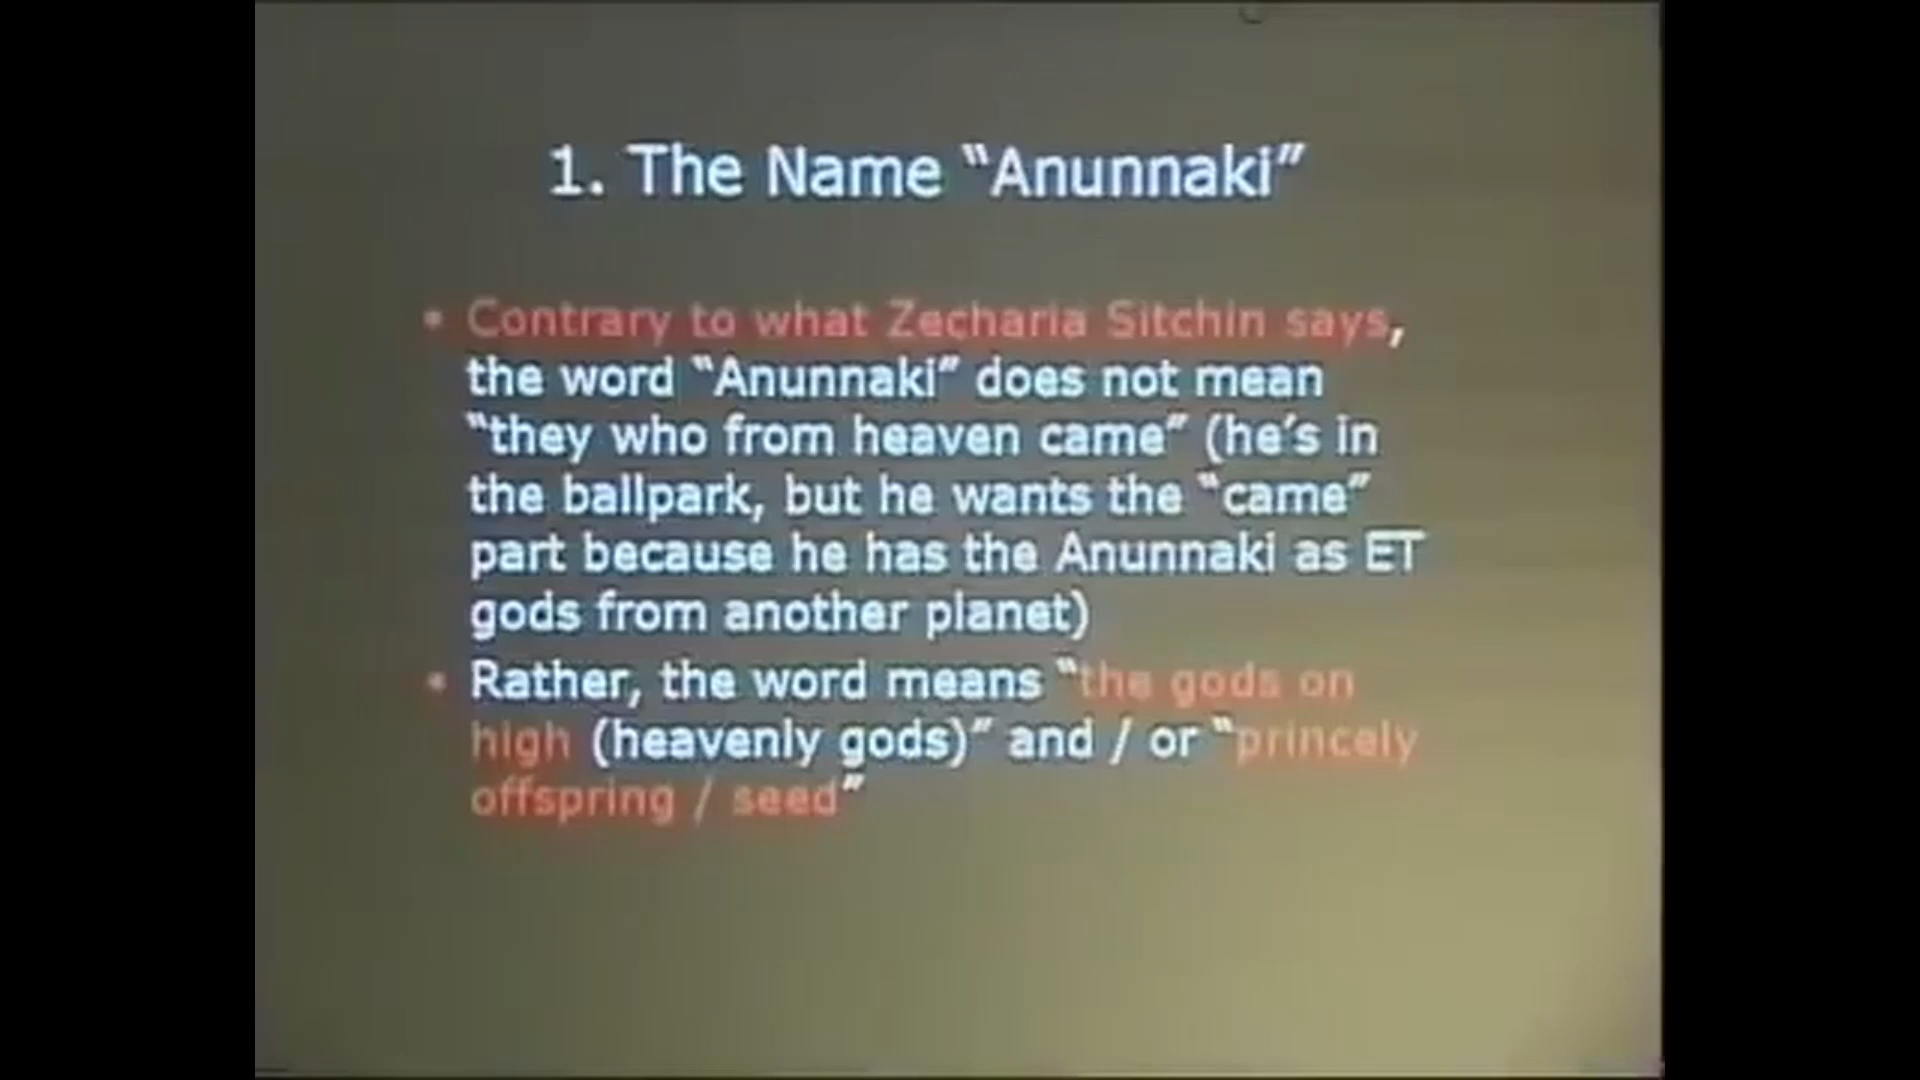 1. The Name “Anunnaki”
• Contrary to what Zecharia Sitchin says,
the word “Anunnaki” does not mean
“they who from heaven came” (he’s in
the ballpark, but he wants the “came”
part because he has the Anunnaki as ET
gods from another planet)
• Rather, the word means “the gods on
high (heavenly gods)” and / or “princely
offspring / seed”